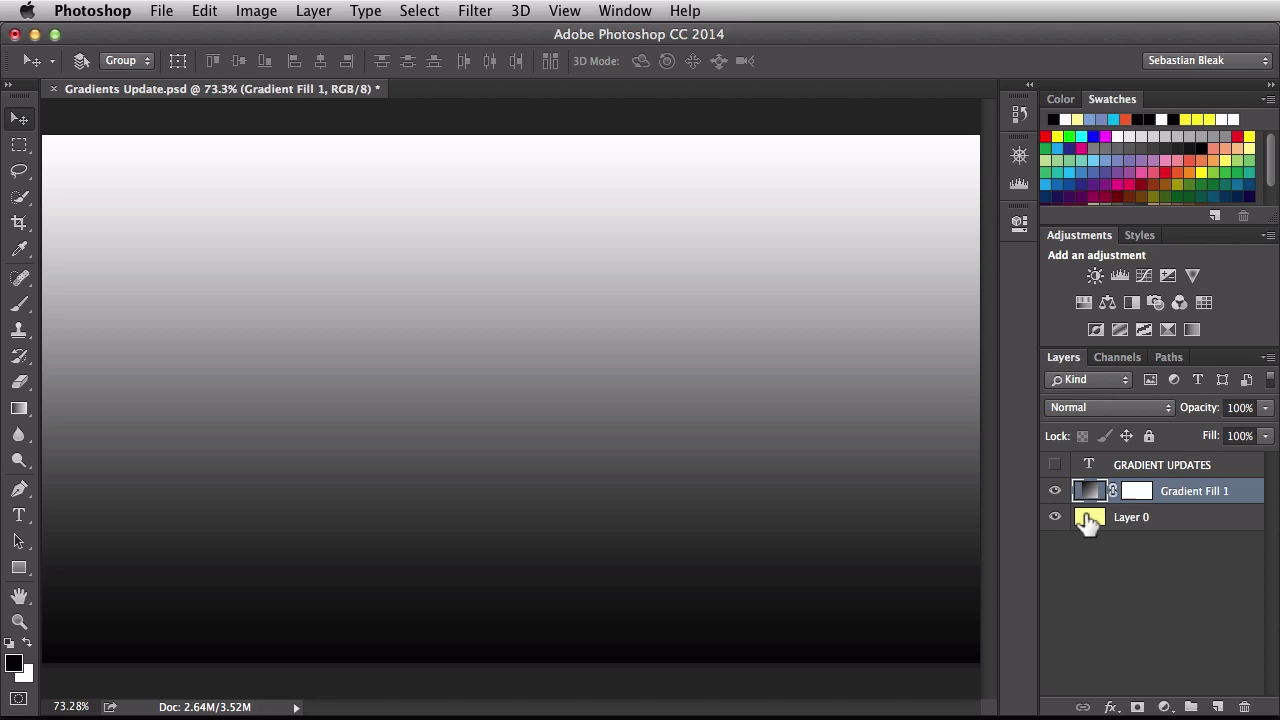 Photoshop File Edit Image Layer Type Select Filter 3D View Window Help
Adobe Photoshop CC 2014
Group 3D Mode: Sebastian Bleak
Gradients Update.psd @ 73.3% (Gradient Fill 1, RGB/8) *
Color Swatches
Adjustments Styles
Add an adjustment
Layers Channels Paths
Kind T
Normal Opacity: 100%
Lock: Fill: 100%
T GRADIENT UPDATES
Gradient Fill 1
Layer 0
73.28% Doc: 2.64M/3.52M fx